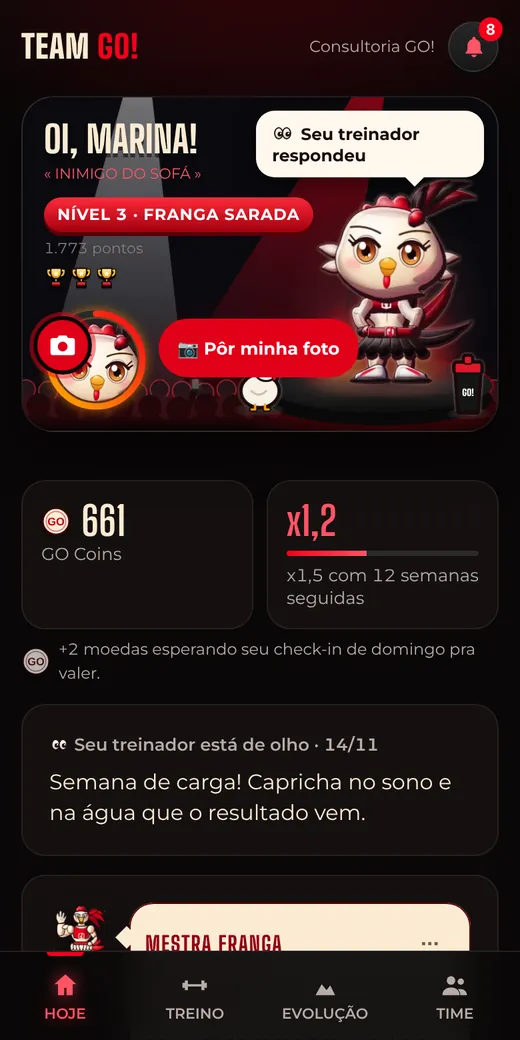 TEAM GO!
Consultoria GO!
8
OI, MARINA!
« INIMIGO DO SOFÁ »
NÍVEL 3 · FRANGA SARADA
1.773 pontos
👀 Seu treinador
respondeu
📷 Pôr minha foto
GO!
GO 661
GO Coins
x1,2
x1,5 com 12 semanas
seguidas
GO +2 moedas esperando seu check-in de domingo pra
valer.
👀 Seu treinador está de olho · 14/11
Semana de carga! Capricha no sono e
na água que o resultado vem.
MESTRA FRANGA
...
HOJE
TREINO
EVOLUÇÃO
TIME